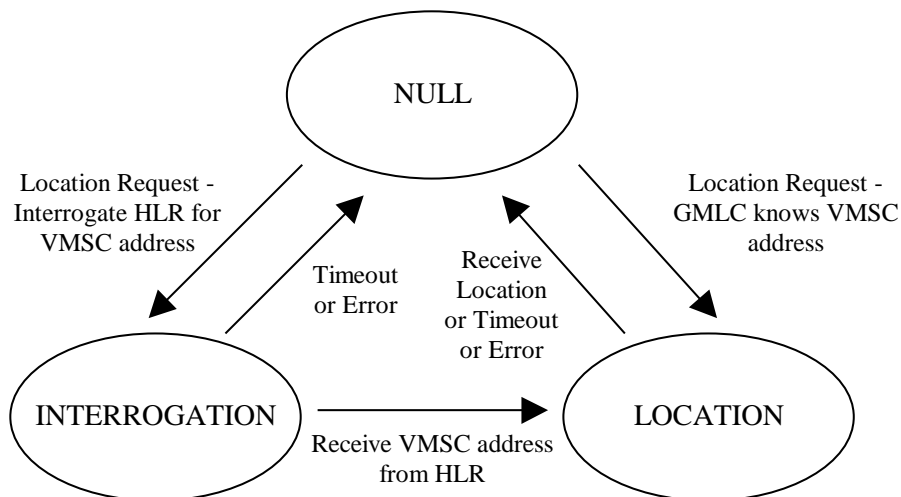 NULL
Location Request -
Interrogate HLR for
VMSC address
Location Request -
GMLC knows VMSC
address
Timeout
or Error
Receive
Location
or Timeout
or Error
INTERROGATION
LOCATION
Receive VMSC address
from HLR